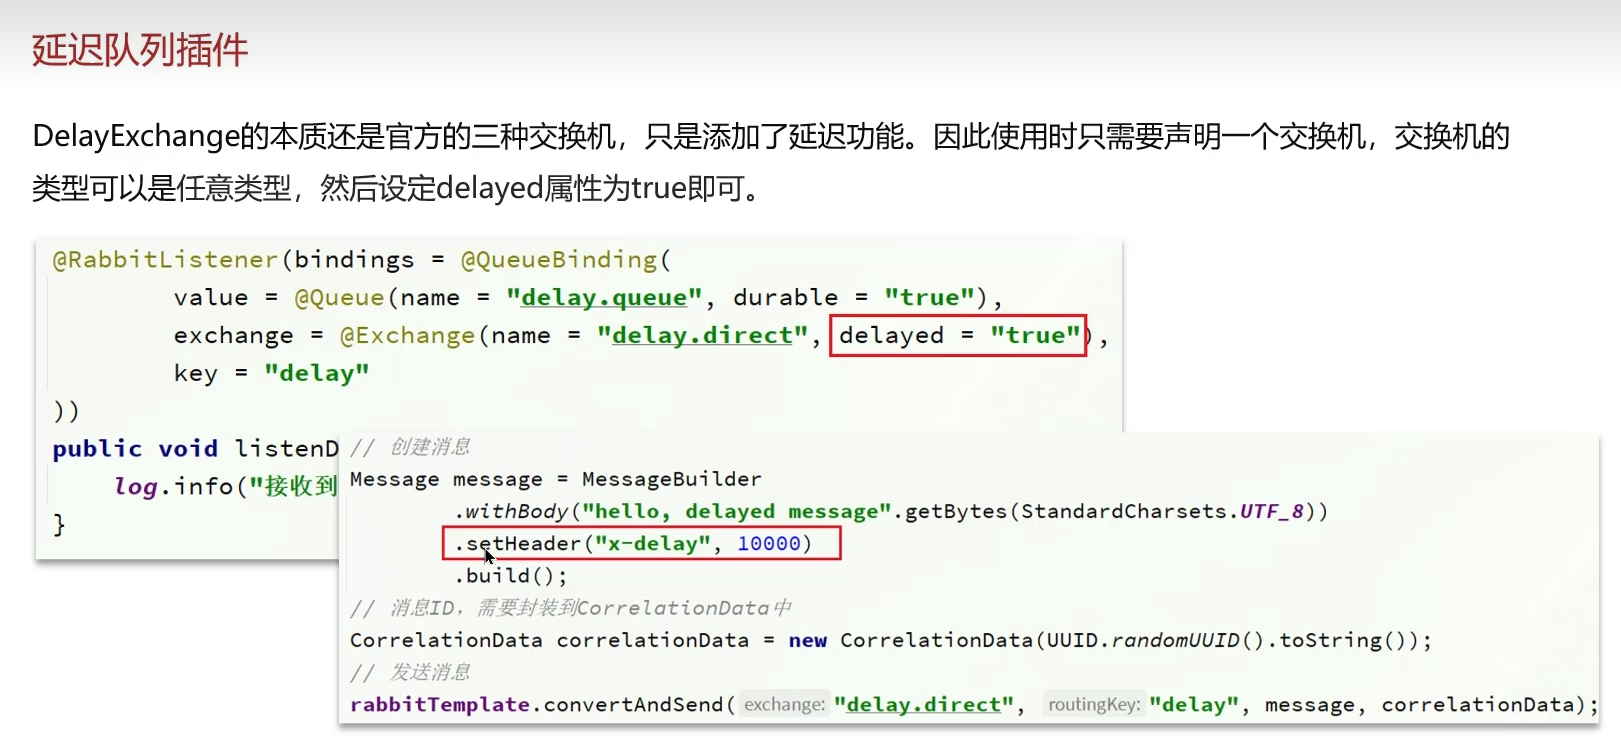 延迟队列插件
DelayExchange的本质还是官方的三种交换机，只是添加了延迟功能。因此使用时只需要声明一个交换机，交换机的
类型可以是任意类型，然后设定delayed属性为true即可。
@RabbitListener(bindings = @QueueBinding(
value = @Queue(name = "delay.queue", durable = "true"),
exchange = @Exchange(name = "delay.direct", delayed = "true"),
key = "delay"
))
public void listenD
log.info("接收到
}
// 创建消息
Message message = MessageBuilder
.withBody("hello, delayed message".getBytes(StandardCharsets.UTF_8))
.setHeader("x-delay", 10000)
.build();
// 消息ID，需要封装到CorrelationData中
CorrelationData correlationData = new CorrelationData(UUID.randomUUID().toString());
// 发送消息
rabbitTemplate.convertAndSend( exchange: "delay.direct", routingKey: "delay", message, correlationData);